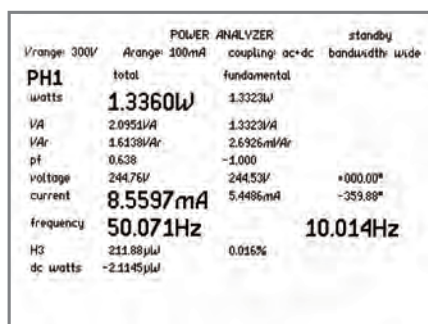 POWER ANALYZER standby
Vrange: 300V Arange: 100mA coupling: ac+dc bandwidth: wide
PH1 total fundamental
watts 1.3360W 1.3323W
VA 2.0951VA 1.3323VA
VAr 1.6138VAr 2.6926mVAr
pf 0.638 -1.000
voltage 244.76V 244.53V +000.00°
current 8.5597mA 5.4486mA -359.88°
frequency 50.071Hz 10.014Hz
H3 211.88µW 0.016%
dc watts -2.1145µW